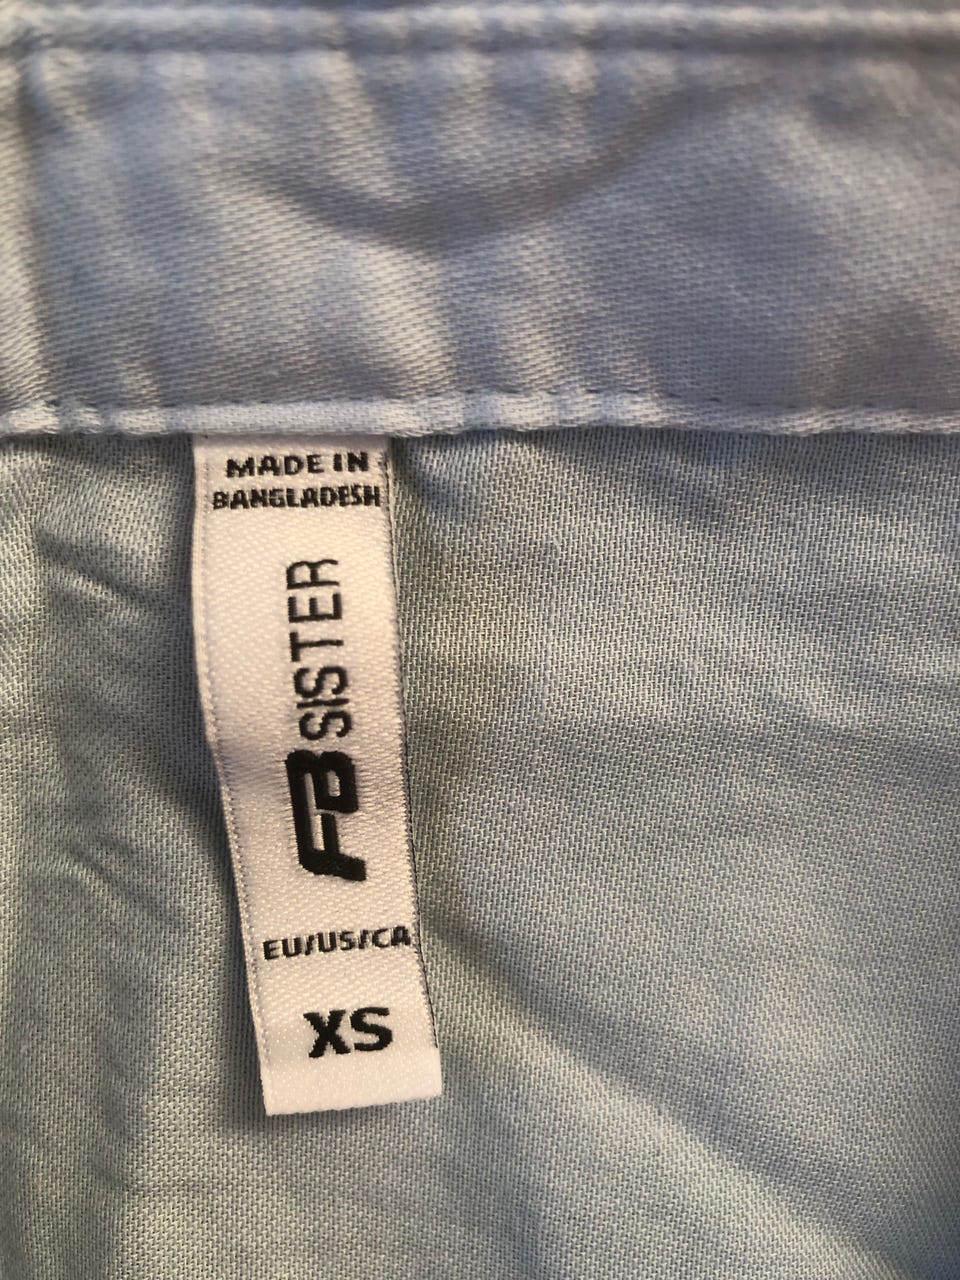 MADE IN
BANGLADESH
FB SISTER
EU/US/CA
XS